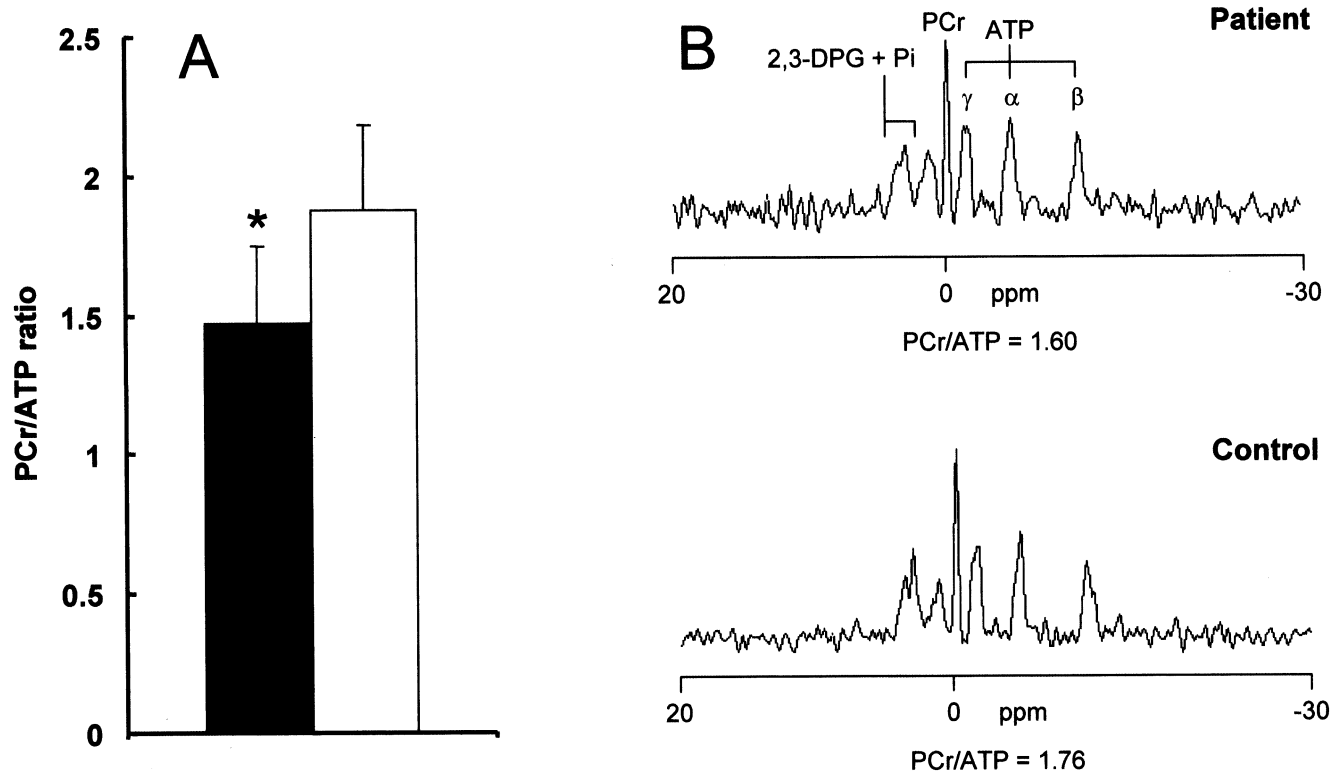 A
2.5
2
1.5
1
0.5
0
PCr/ATP ratio
*
B
Patient
PCr
ATP
2,3-DPG + Pi
γ α β
20 0 ppm -30
PCr/ATP = 1.60
Control
20 0 ppm -30
PCr/ATP = 1.76